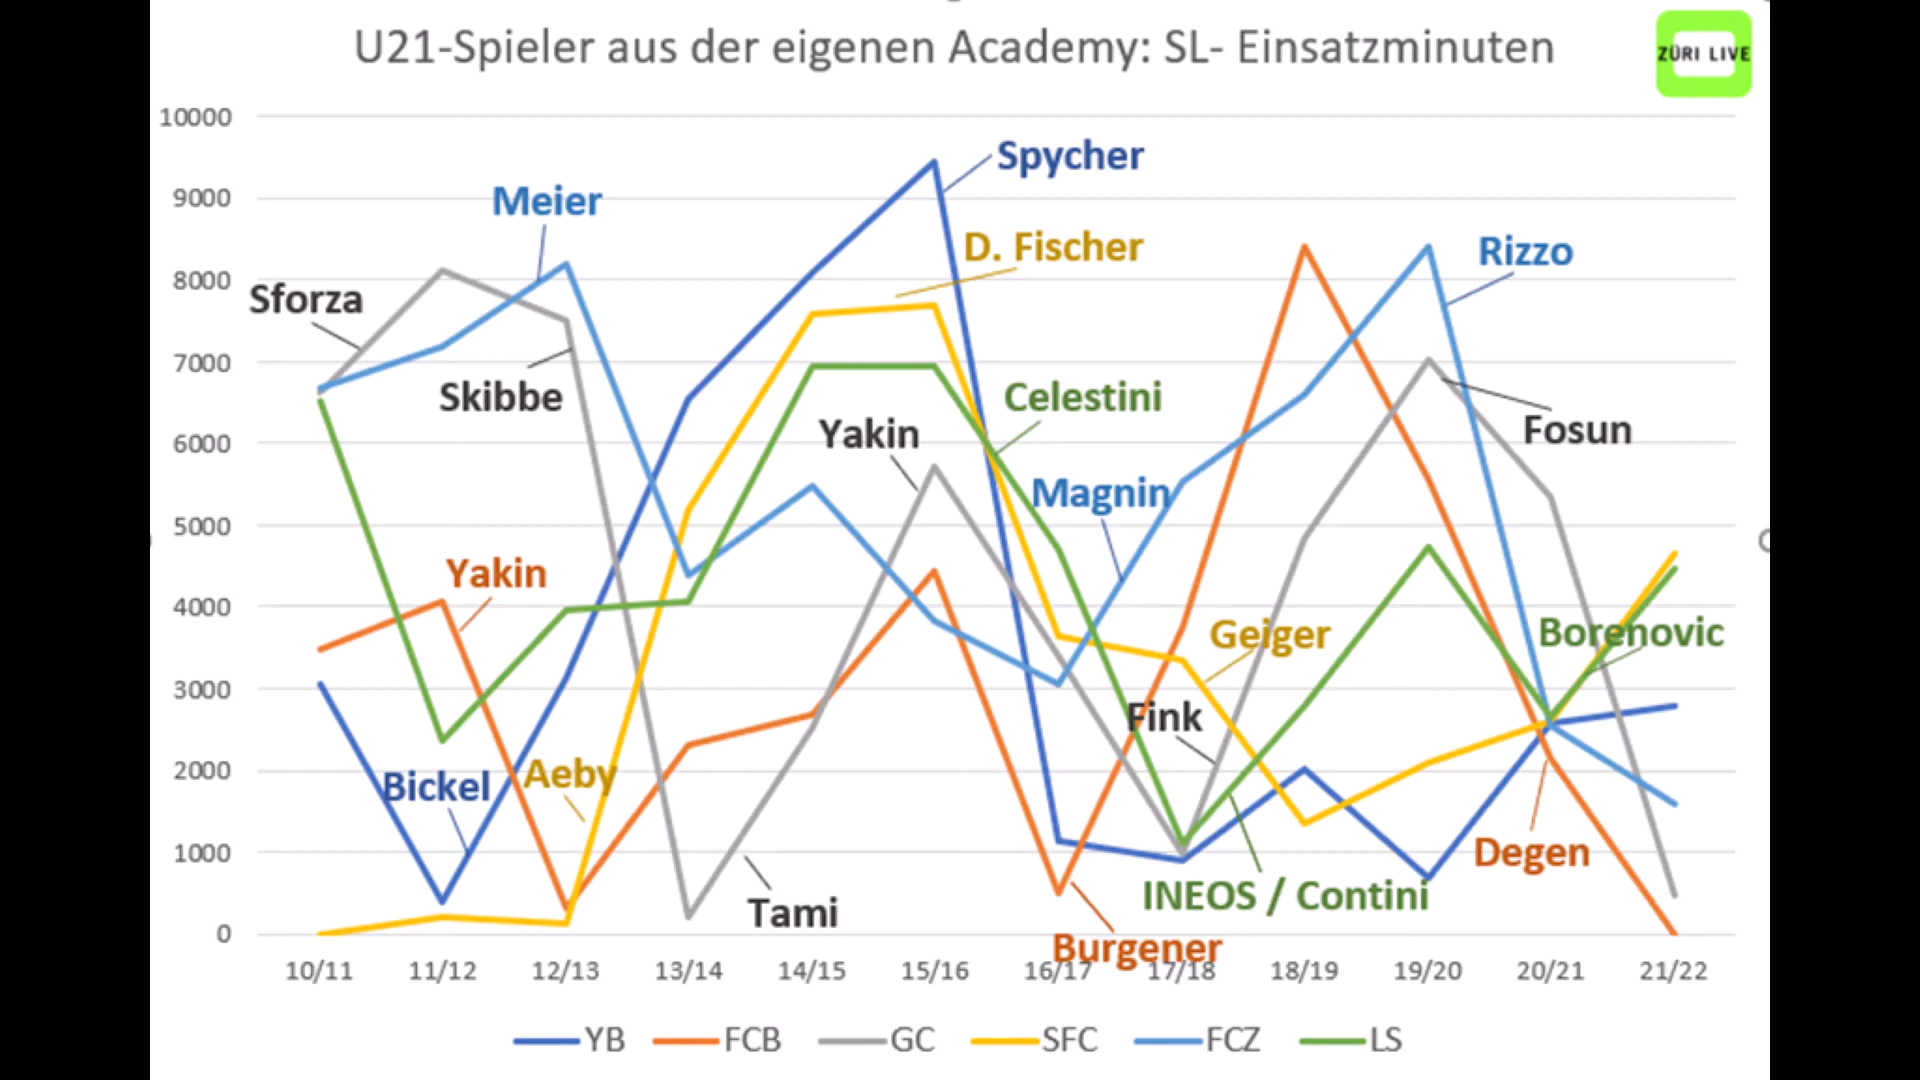 U21-Spieler aus der eigenen Academy: SL- Einsatzminuten
ZÜRI LIVE
10000
9000
8000
7000
6000
5000
4000
3000
2000
1000
0
Spycher
Meier
D. Fischer
Rizzo
Sforza
Skibbe
Celestini
Yakin
Fosun
Magnin
Yakin
Geiger
Borenovic
Fink
Bickel
Aeby
Degen
INEOS / Contini
Tami
Burgener
10/11 11/12 12/13 13/14 14/15 15/16 16/17 17/18 18/19 19/20 20/21 21/22
YB FCB GC SFC FCZ LS